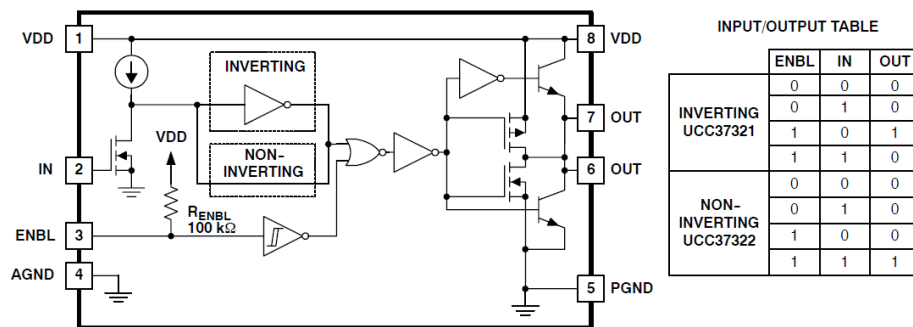 VDD 1
8 VDD
INVERTING
VDD
7 OUT
IN 2
NON-
INVERTING
6 OUT
RENBL
100 kΩ
ENBL 3
AGND 4
5 PGND
INPUT/OUTPUT TABLE
ENBL IN OUT
INVERTING
UCC37321
0 0 0
0 1 0
1 0 1
1 1 0
NON-
INVERTING
UCC37322
0 0 0
0 1 0
1 0 0
1 1 1